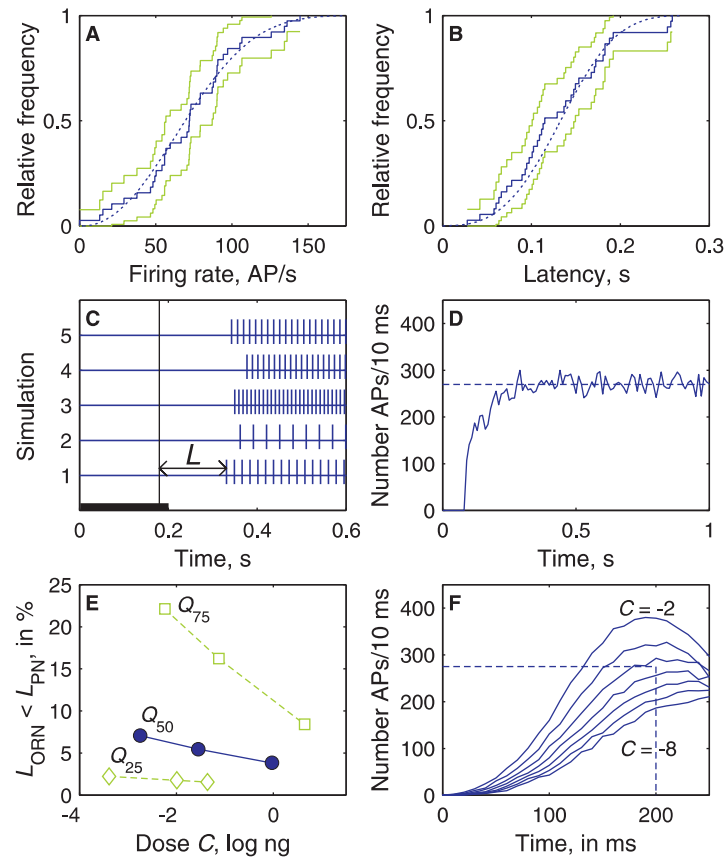 A
Relative frequency
1
0.5
0
0
50
100
150
Firing rate, AP/s
B
Relative frequency
1
0.5
0
0
0.1
0.2
0.3
Latency, s
C
Simulation
5
4
3
2
1
L
0
0.2
0.4
0.6
Time, s
D
Number APs/10 ms
400
300
200
100
0
0
0.5
1
Time, s
E
L_ORN < L_PN, in %
25
20
15
10
5
0
Q_75
Q_50
Q_25
-4
-2
0
Dose C, log ng
F
Number APs/10 ms
400
300
200
100
0
C = -2
C = -8
0
100
200
Time, in ms